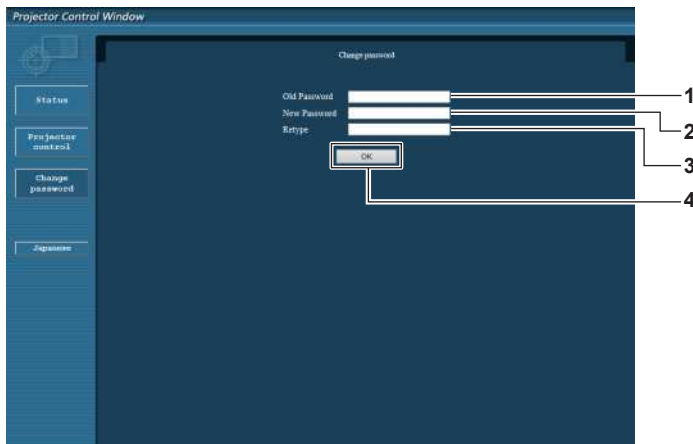 Projector Control Window
Change password
Status
Projector
control
Change
password
Japanese
Old Password
New Password
Retype
OK
1
2
3
4